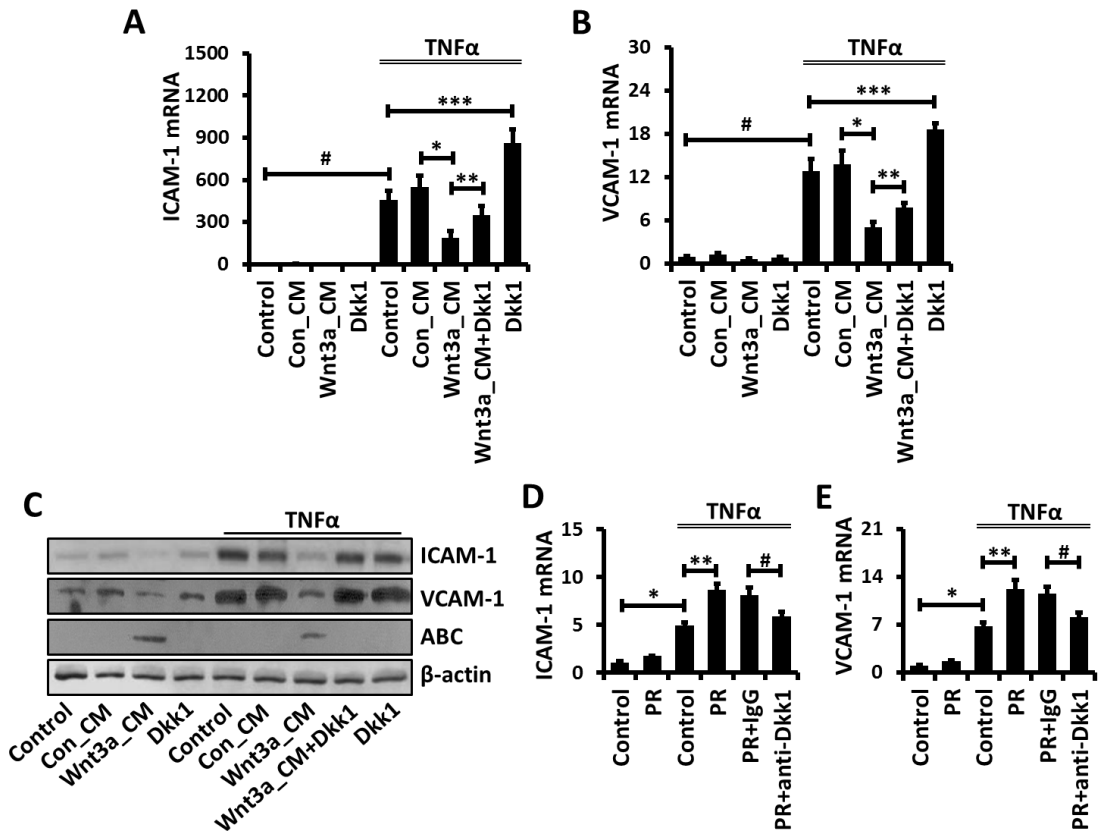 A
TNFα
ICAM-1 mRNA
1500
1200
900
600
300
0
#
*
**
***
Control
Con_CM
Wnt3a_CM
Dkk1
Control
Con_CM
Wnt3a_CM
Wnt3a_CM+Dkk1
Dkk1
B
TNFα
VCAM-1 mRNA
30
24
18
12
6
0
#
*
**
***
Control
Con_CM
Wnt3a_CM
Dkk1
Control
Con_CM
Wnt3a_CM
Wnt3a_CM+Dkk1
Dkk1
C
TNFα
ICAM-1
VCAM-1
ABC
β-actin
Control
Con_CM
Wnt3a_CM
Dkk1
Control
Con_CM
Wnt3a_CM
Wnt3a_CM+Dkk1
Dkk1
D
TNFα
ICAM-1 mRNA
15
10
5
0
*
**
#
Control
PR
Control
PR
PR+IgG
PR+anti-Dkk1
E
TNFα
VCAM-1 mRNA
21
14
7
0
*
**
#
Control
PR
Control
PR
PR+IgG
PR+anti-Dkk1